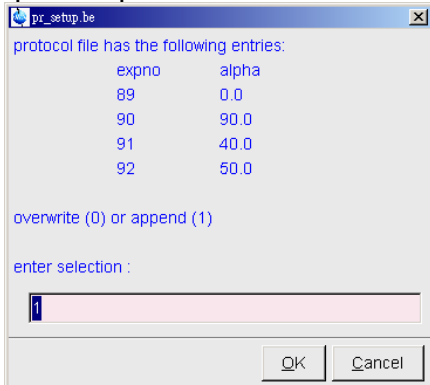 pr_setup.be
protocol file has the following entries:
expno alpha
89 0.0
90 90.0
91 40.0
92 50.0
overwrite (0) or append (1)
enter selection :
1
OK Cancel